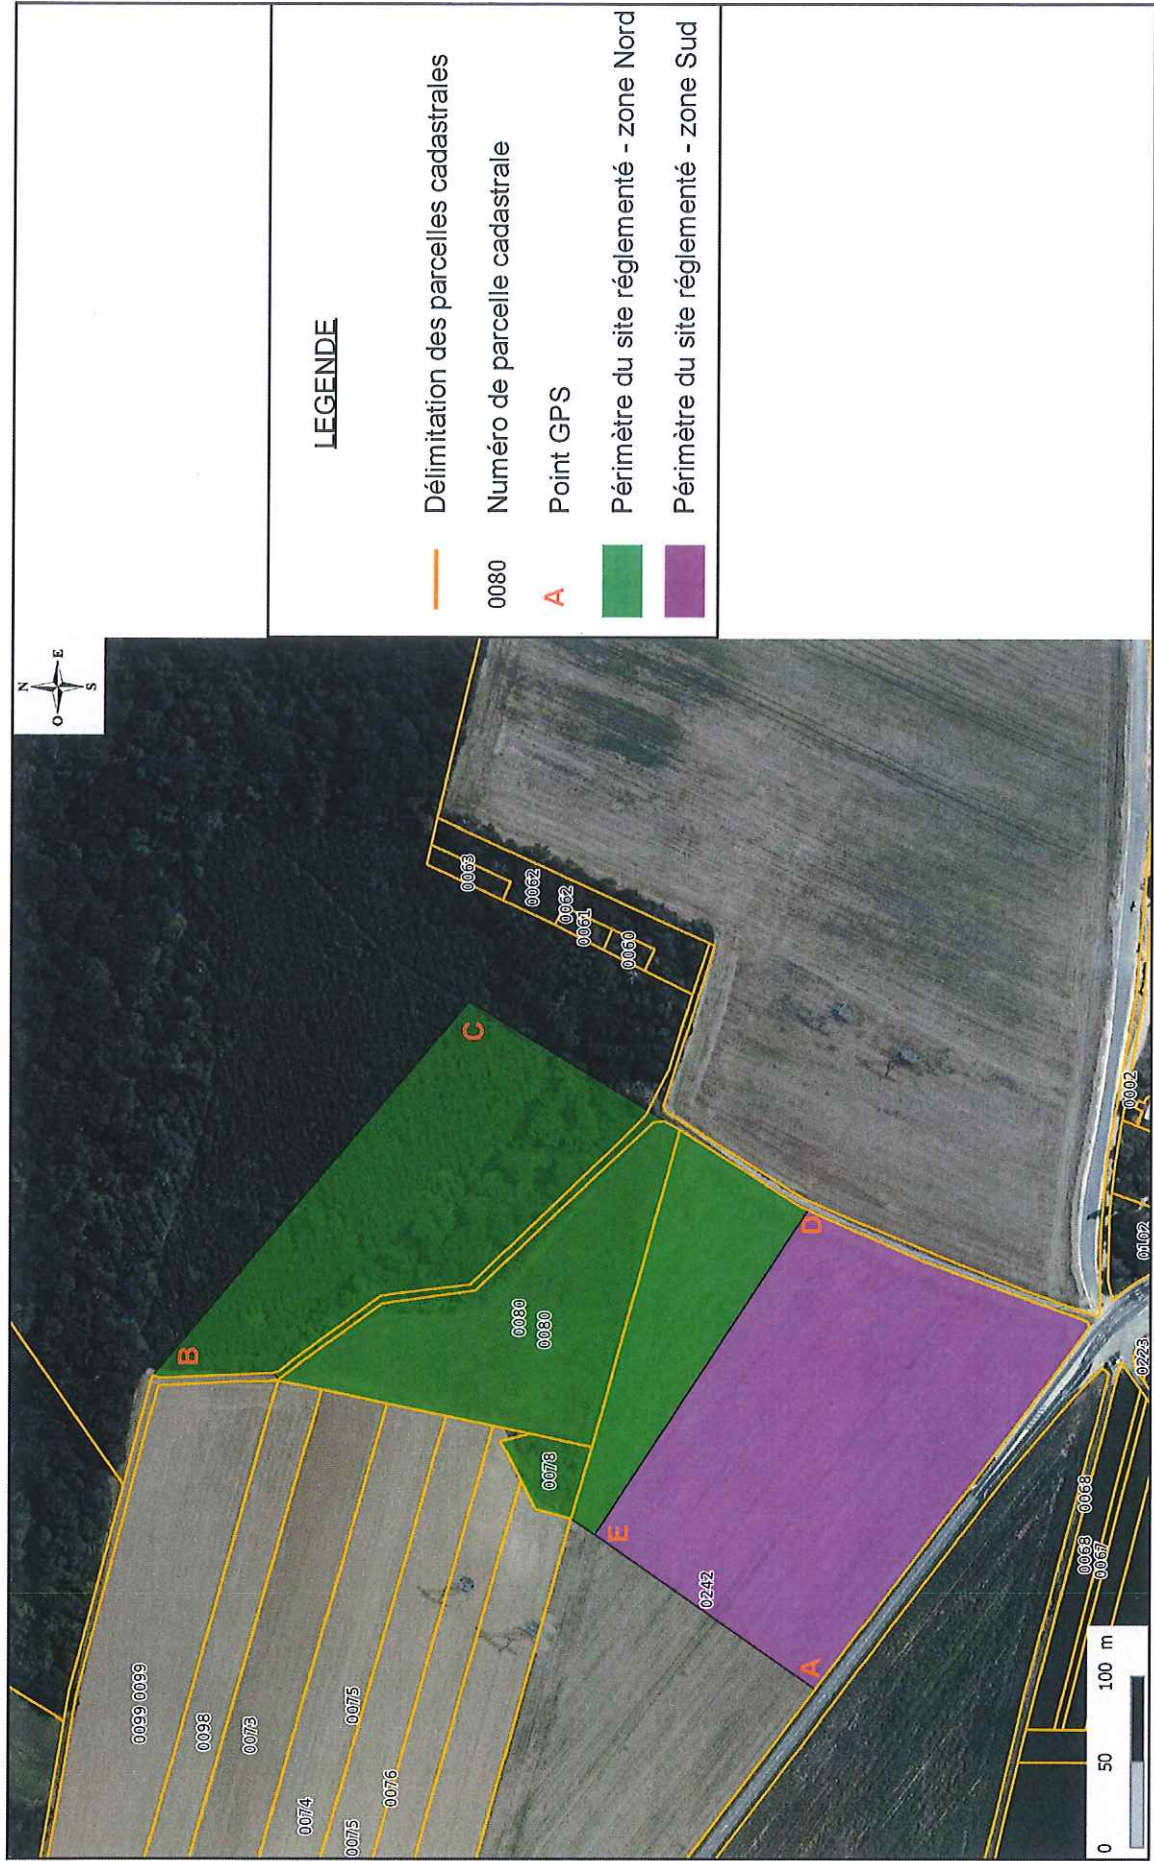 N
O E
S
LEGENDE
Délimitation des parcelles cadastrales
0080 Numéro de parcelle cadastrale
A Point GPS
Périmètre du site réglementé - zone Nord
Périmètre du site réglementé - zone Sud
B
C
D
E
A
0099 0099
0098
0073
0074
0075
0075
0076
0078
0080
0080
0242
0063
0062
0062
0061
0060
0002
0102
0223
0068
0068
0067
0 50 100 m